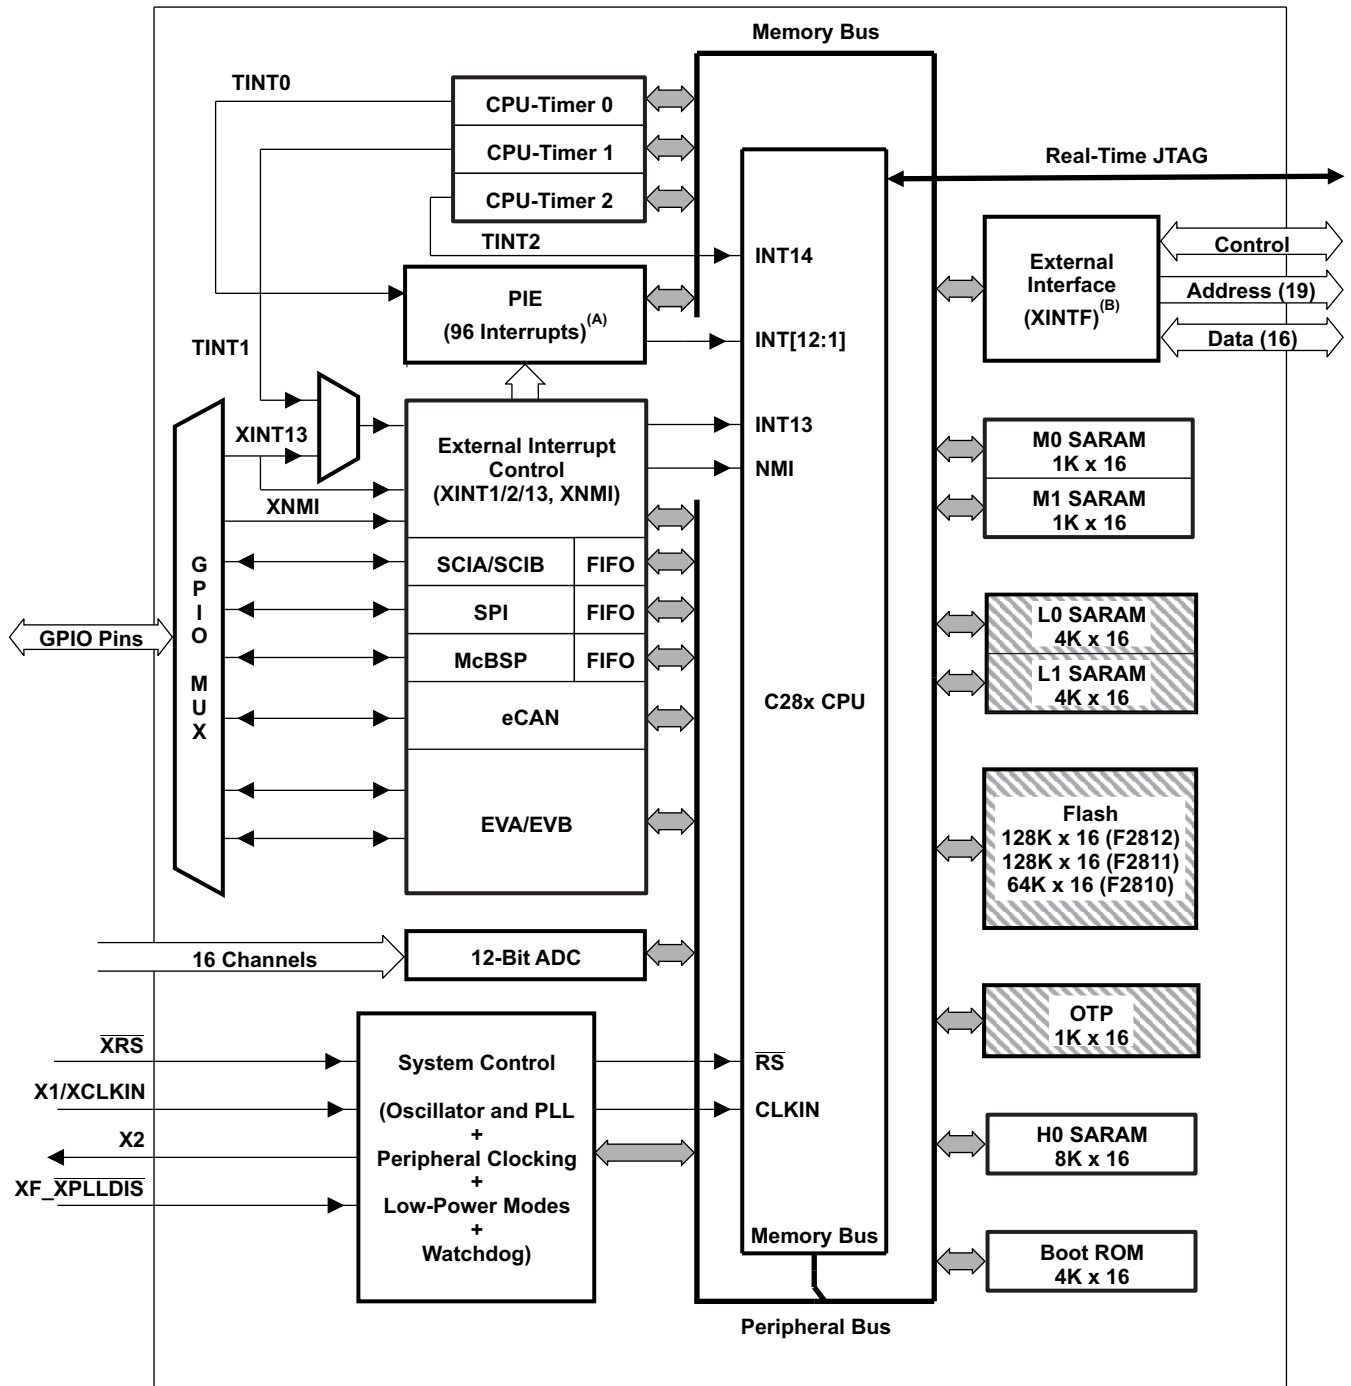 Memory Bus
TINT0
CPU-Timer 0
CPU-Timer 1
CPU-Timer 2
Real-Time JTAG
TINT2
INT14
PIE
(96 Interrupts)(A)
INT[12:1]
External
Interface
(XINTF)(B)
Control
Address (19)
Data (16)
TINT1
XINT13
External Interrupt
Control
(XINT1/2/13, XNMI)
INT13
NMI
XNMI
M0 SARAM
1K x 16
M1 SARAM
1K x 16
GPIO Pins
G
P
I
O
M
U
X
SCIA/SCIB
FIFO
SPI
FIFO
McBSP
FIFO
eCAN
EVA/EVB
C28x CPU
L0 SARAM
4K x 16
L1 SARAM
4K x 16
Flash
128K x 16 (F2812)
128K x 16 (F2811)
64K x 16 (F2810)
16 Channels
12-Bit ADC
OTP
1K x 16
XRS
X1/XCLKIN
X2
XF_XPLLDIS
System Control
(Oscillator and PLL
+
Peripheral Clocking
+
Low-Power Modes
+
Watchdog)
RS
CLKIN
H0 SARAM
8K x 16
Memory Bus
Boot ROM
4K x 16
Peripheral Bus